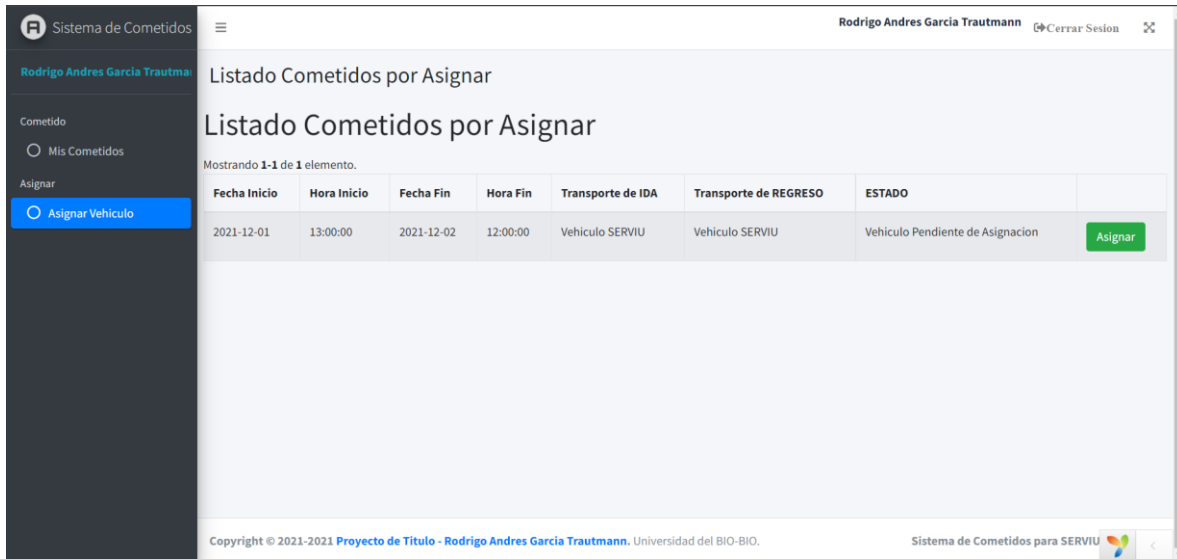 Sistema de Cometidos
Rodrigo Andres Garcia Trautmann
Cerrar Sesion
Rodrigo Andres Garcia
Cometido
Mis Cometidos
Asignar
Asignar Vehiculo
Listado Cometidos por Asignar
Listado Cometidos por Asignar
Mostrando 1-1 de 1 elemento.
Fecha Inicio Hora Inicio Fecha Fin Hora Fin Transporte de IDA Transporte de REGRESO ESTADO
2021-12-01 13:00:00 2021-12-02 12:00:00 Vehiculo SERVIU Vehiculo SERVIU Vehiculo Pendiente de Asignacion Asignar
Copyright © 2021-2021 Proyecto de Titulo - Rodrigo Andres Garcia Trautmann. Universidad del BIO-BIO. Sistema de Cometidos para SERVIU